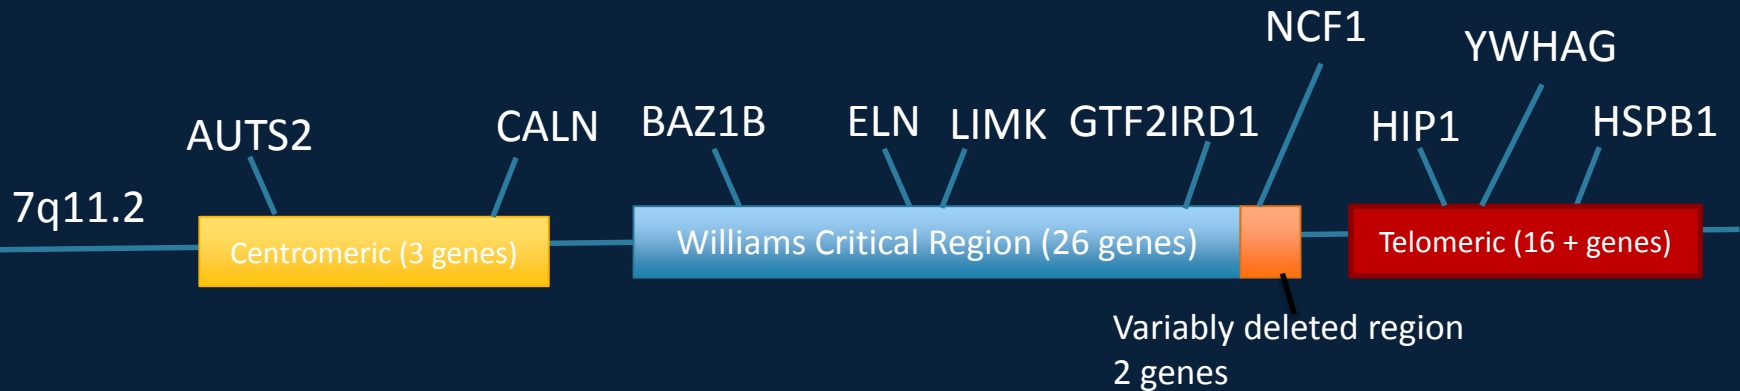 NCF1
YWHAG
AUTS2
CALN
BAZ1B
ELN
LIMK
GTF2IRD1
HIP1
HSPB1
7q11.2
Centromeric (3 genes)
Williams Critical Region (26 genes)
Telomeric (16 + genes)
Variably deleted region
2 genes